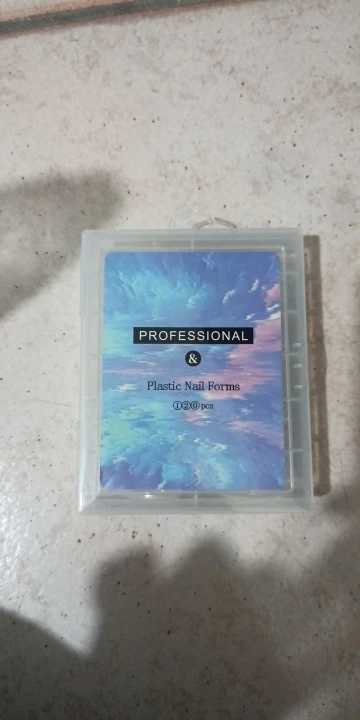 PROFESSIONAL
&
Plastic Nail Forms
①②⓪pcs